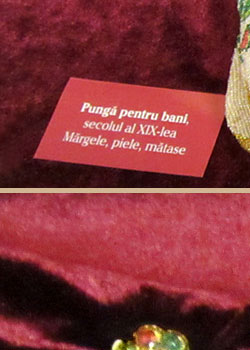 Pungă pentru bani,
secolul al XIX-lea
Mărgele, piele, mătase